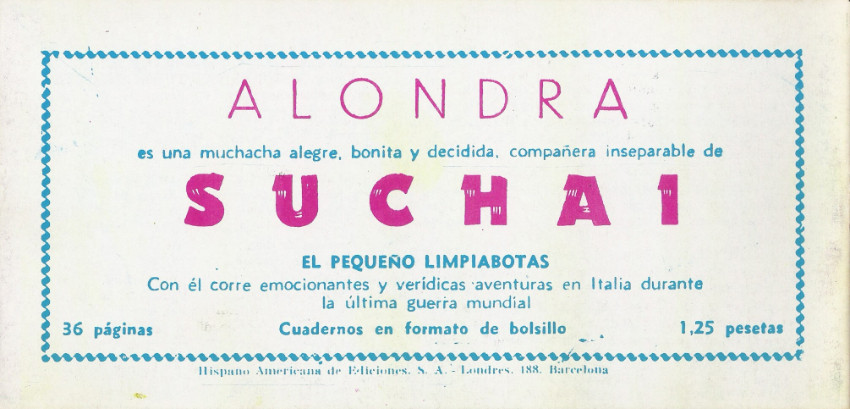 ALONDRA
es una muchacha alegre, bonita y decidida, compañera inseparable de
SUCHAI
EL PEQUEÑO LIMPIABOTAS
Con él corre emocionantes y verídicas aventuras en Italia durante
la última guerra mundial
36 páginas Cuadernos en formato de bolsillo 1,25 pesetas
Hispano Americana de Ediciones, S. A. - Londres, 188. Barcelona